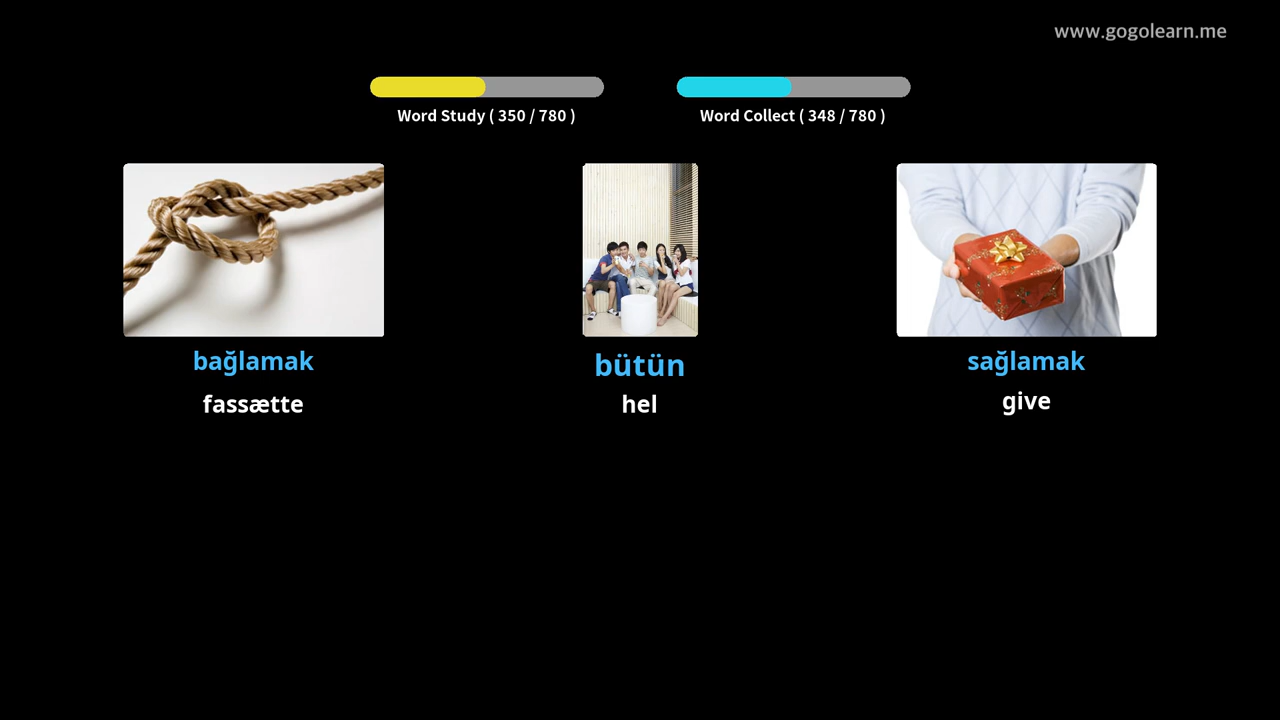 www.gogolearn.me
Word Study ( 350 / 780 )
Word Collect ( 348 / 780 )
bağlamak
bütün
sağlamak
fassætte
hel
give